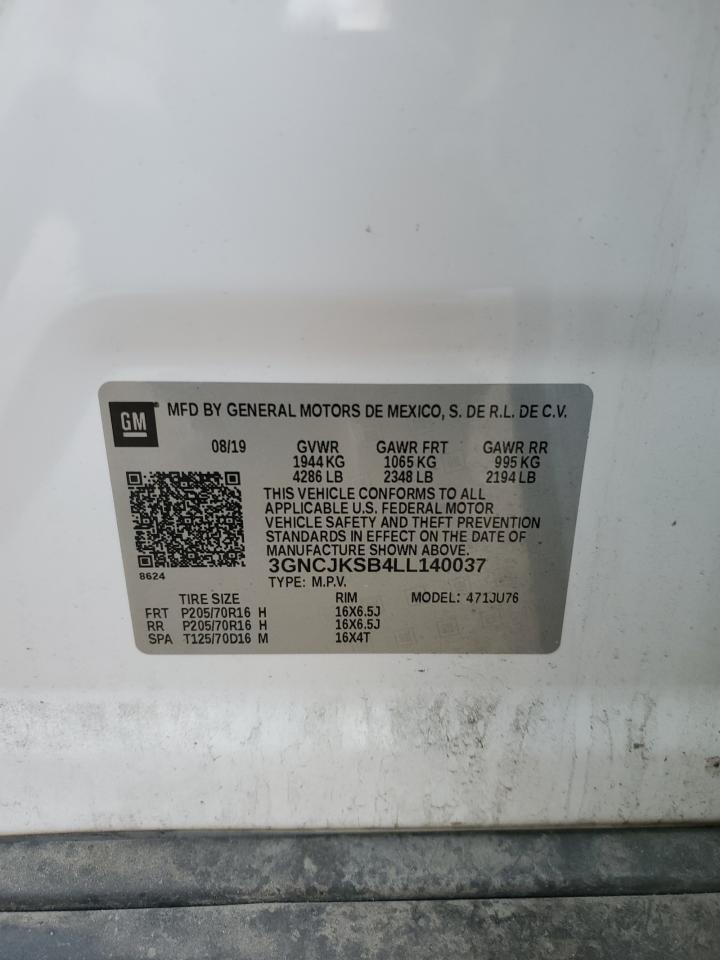 GM MFD BY GENERAL MOTORS DE MEXICO, S. DE R.L. DE C.V.
08/19 GVWR GAWR FRT GAWR RR
1944 KG 1065 KG 995 KG
4286 LB 2348 LB 2194 LB
THIS VEHICLE CONFORMS TO ALL
APPLICABLE U.S. FEDERAL MOTOR
VEHICLE SAFETY AND THEFT PREVENTION
STANDARDS IN EFFECT ON THE DATE OF
MANUFACTURE SHOWN ABOVE.
3GNCJKSB4LL140037
8624
TYPE: M.P.V.
TIRE SIZE RIM MODEL: 471JU76
FRT P205/70R16 H 16X6.5J
RR P205/70R16 H 16X6.5J
SPA T125/70D16 M 16X4T